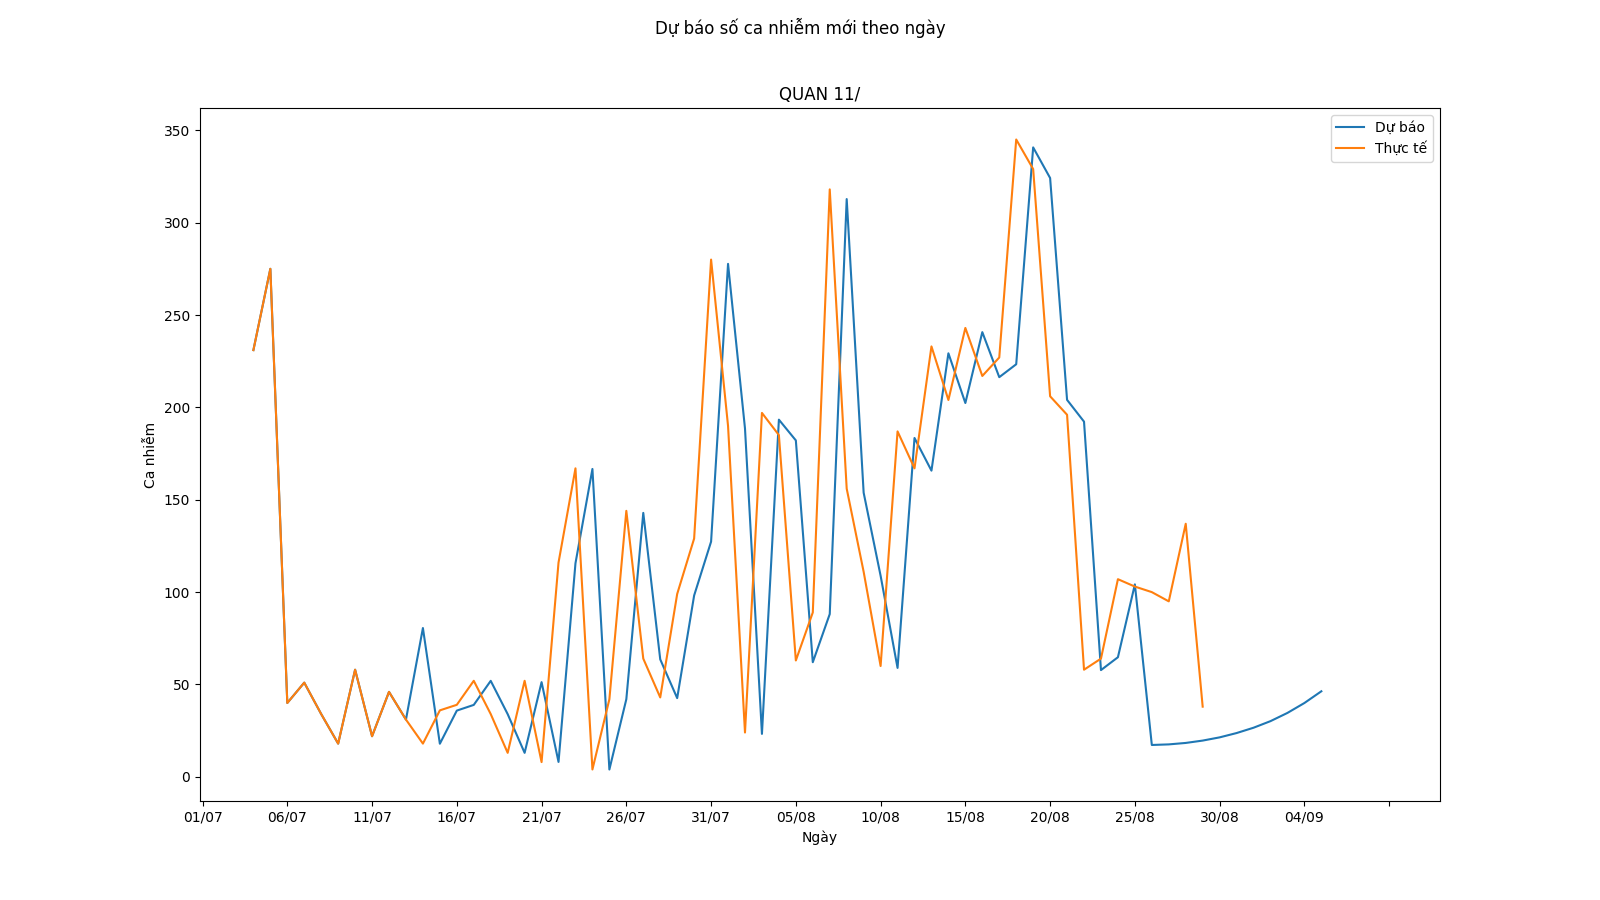 Dự báo số ca nhiễm mới theo ngày
QUAN 11/
Dự báo
Thực tế
350
300
250
200
150
100
50
0
Ca nhiễm
01/07 06/07 11/07 16/07 21/07 26/07 31/07 05/08 10/08 15/08 20/08 25/08 30/08 04/09
Ngày